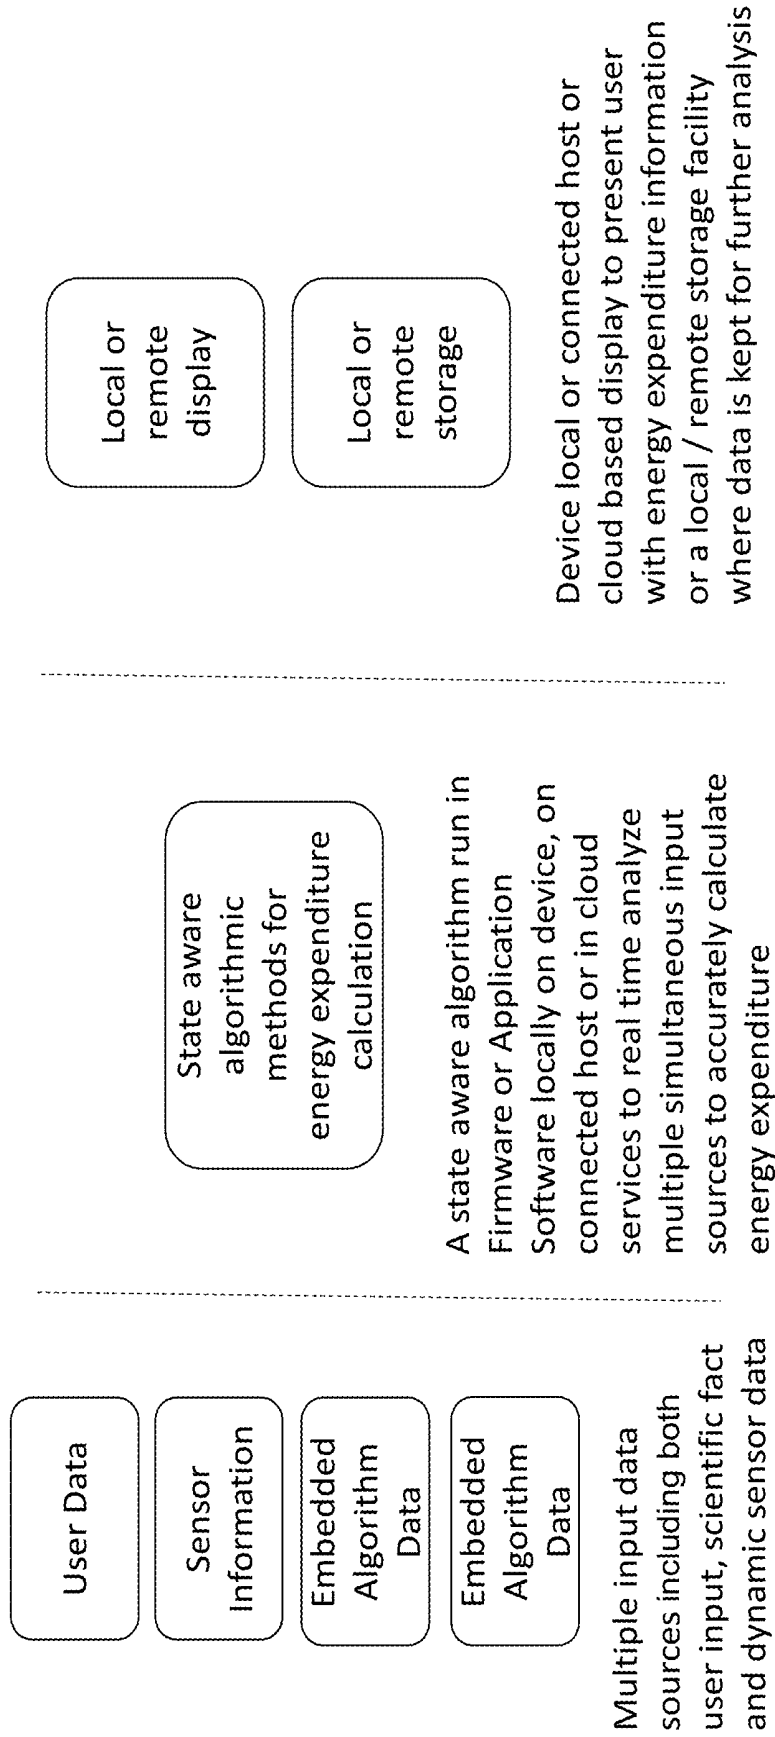 User Data
Sensor
Information
Embedded
Algorithm
Data
Embedded
Algorithm
Data
Multiple input data
sources including both
user input, scientific fact
and dynamic sensor data
State aware
algorithmic
methods for
energy expenditure
calculation
A state aware algorithm run in
Firmware or Application
Software locally on device, on
connected host or in cloud
services to real time analyze
multiple simultaneous input
sources to accurately calculate
energy expenditure
Local or
remote
display
Local or
remote
storage
Device local or connected host or
cloud based display to present user
with energy expenditure information
or a local / remote storage facility
where data is kept for further analysis